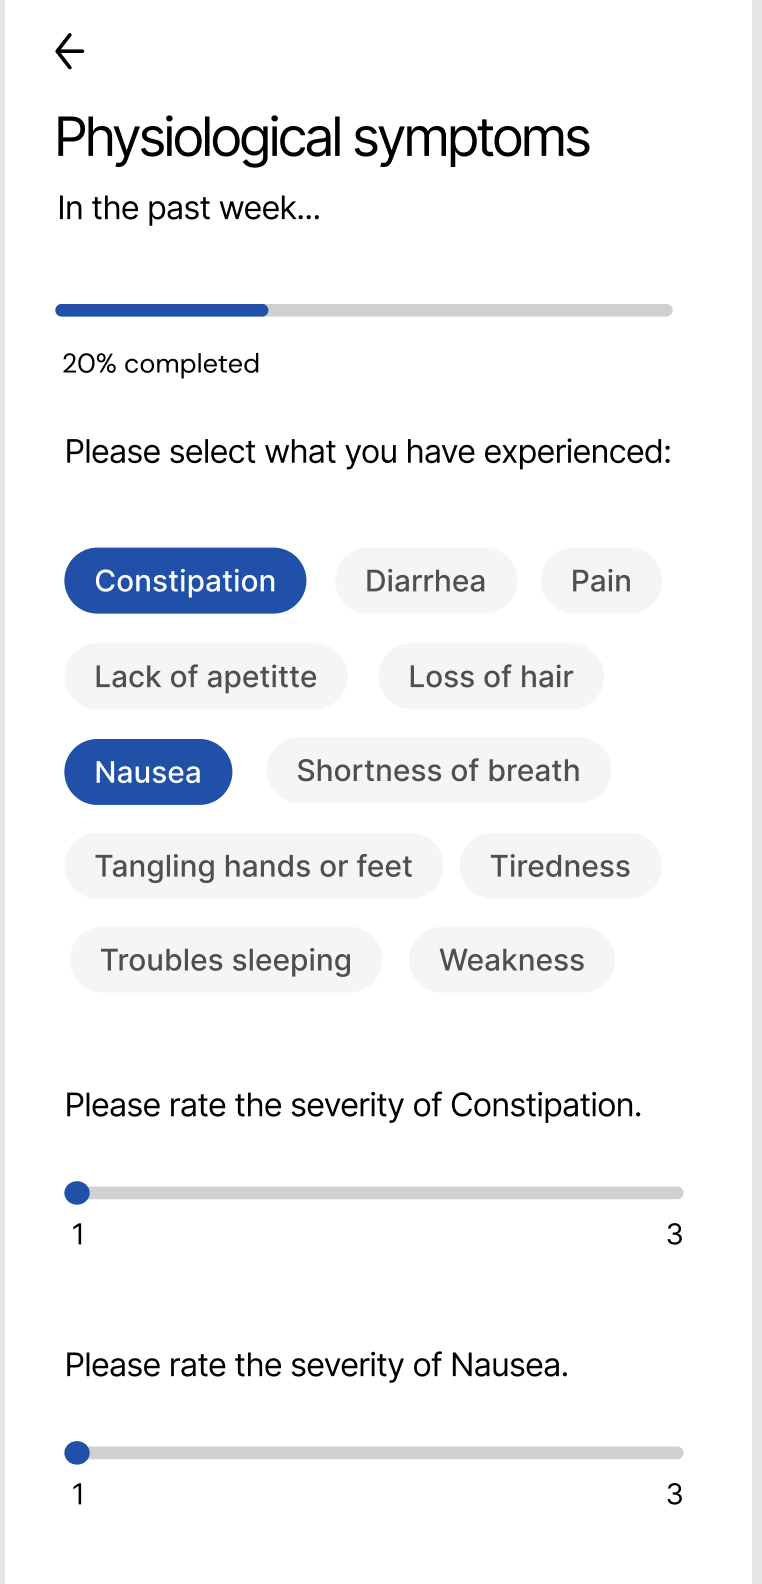 Physiological symptoms
In the past week...
20% completed
Please select what you have experienced:
Constipation Diarrhea Pain
Lack of apetitte Loss of hair
Nausea Shortness of breath
Tangling hands or feet Tiredness
Troubles sleeping Weakness
Please rate the severity of Constipation.
1 3
Please rate the severity of Nausea.
1 3